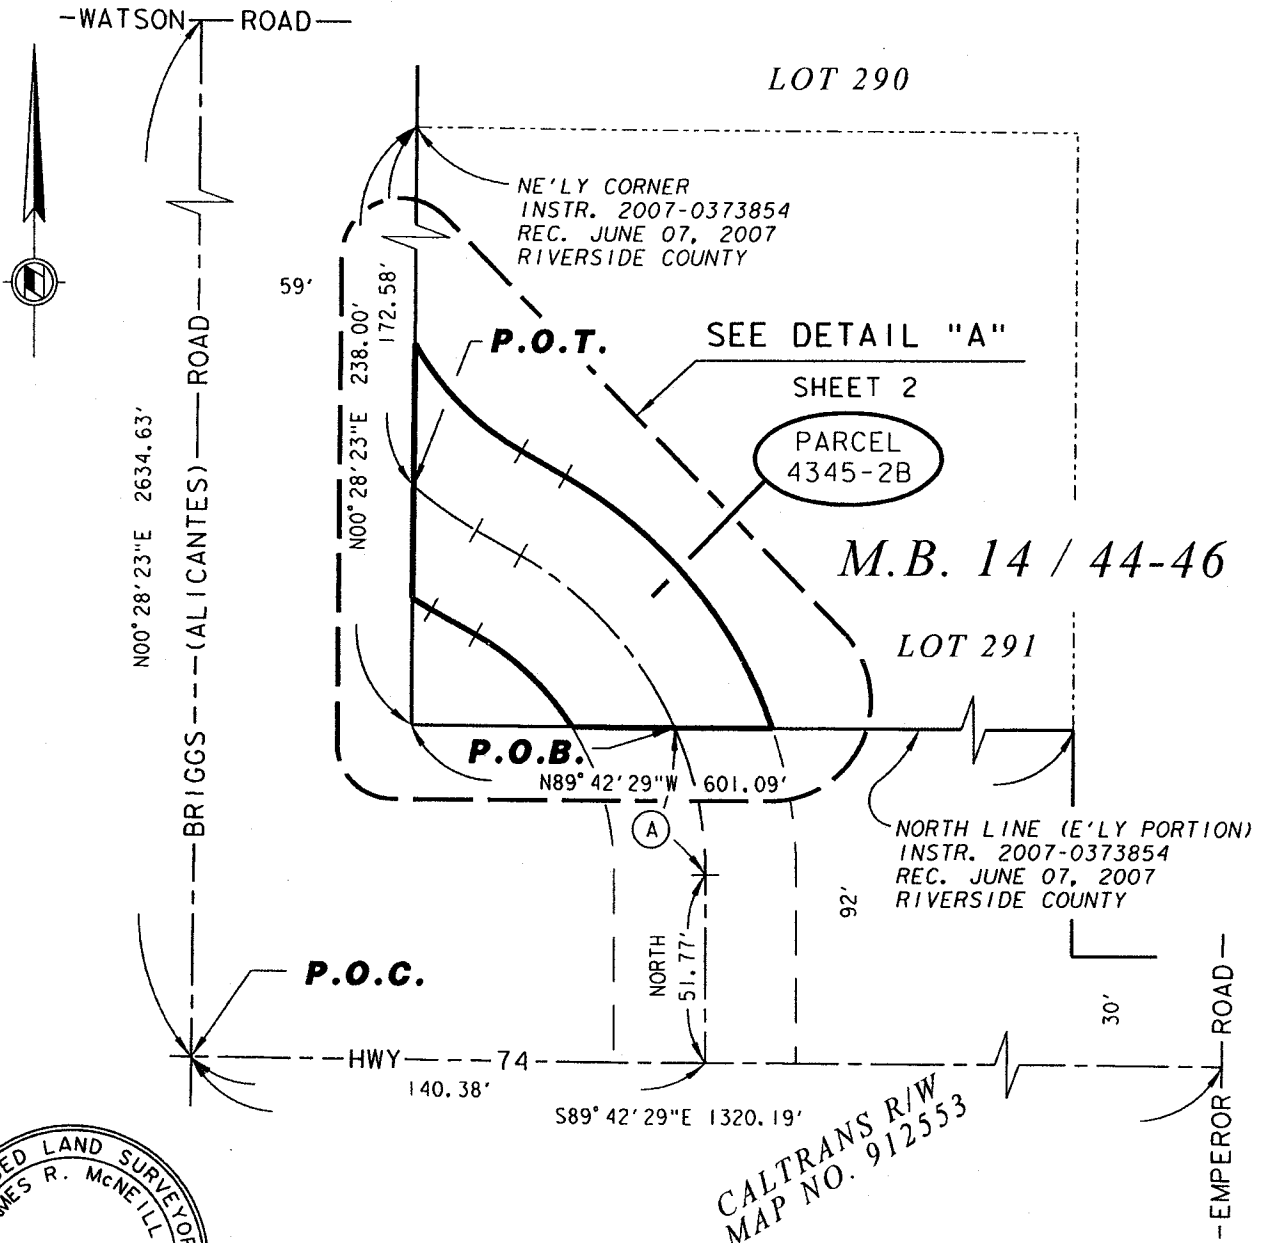 -WATSON- ROAD-
LOT 290
NE'LY CORNER
INSTR. 2007-0373854
REC. JUNE 07, 2007
RIVERSIDE COUNTY
59'
N00°28'23"E 238.00'
172.58'
P.O.T.
SEE DETAIL "A"
SHEET 2
PARCEL
4345-2B
M.B. 14 / 44-46
LOT 291
N00°28'23"E 2634.63'
BRIGGS (ALICANTES) ROAD
P.O.B.
N89°42'29"W 601.09'
A
NORTH LINE (E'LY PORTION)
INSTR. 2007-0373854
REC. JUNE 07, 2007
RIVERSIDE COUNTY
92'
NORTH
51.77'
P.O.C.
30'
HWY 74
140.38'
S89°42'29"E 1320.19'
EMPEROR ROAD
CALTRANS R/W
MAP NO. 912553
LAND SURVEYOR
R. McNEILL